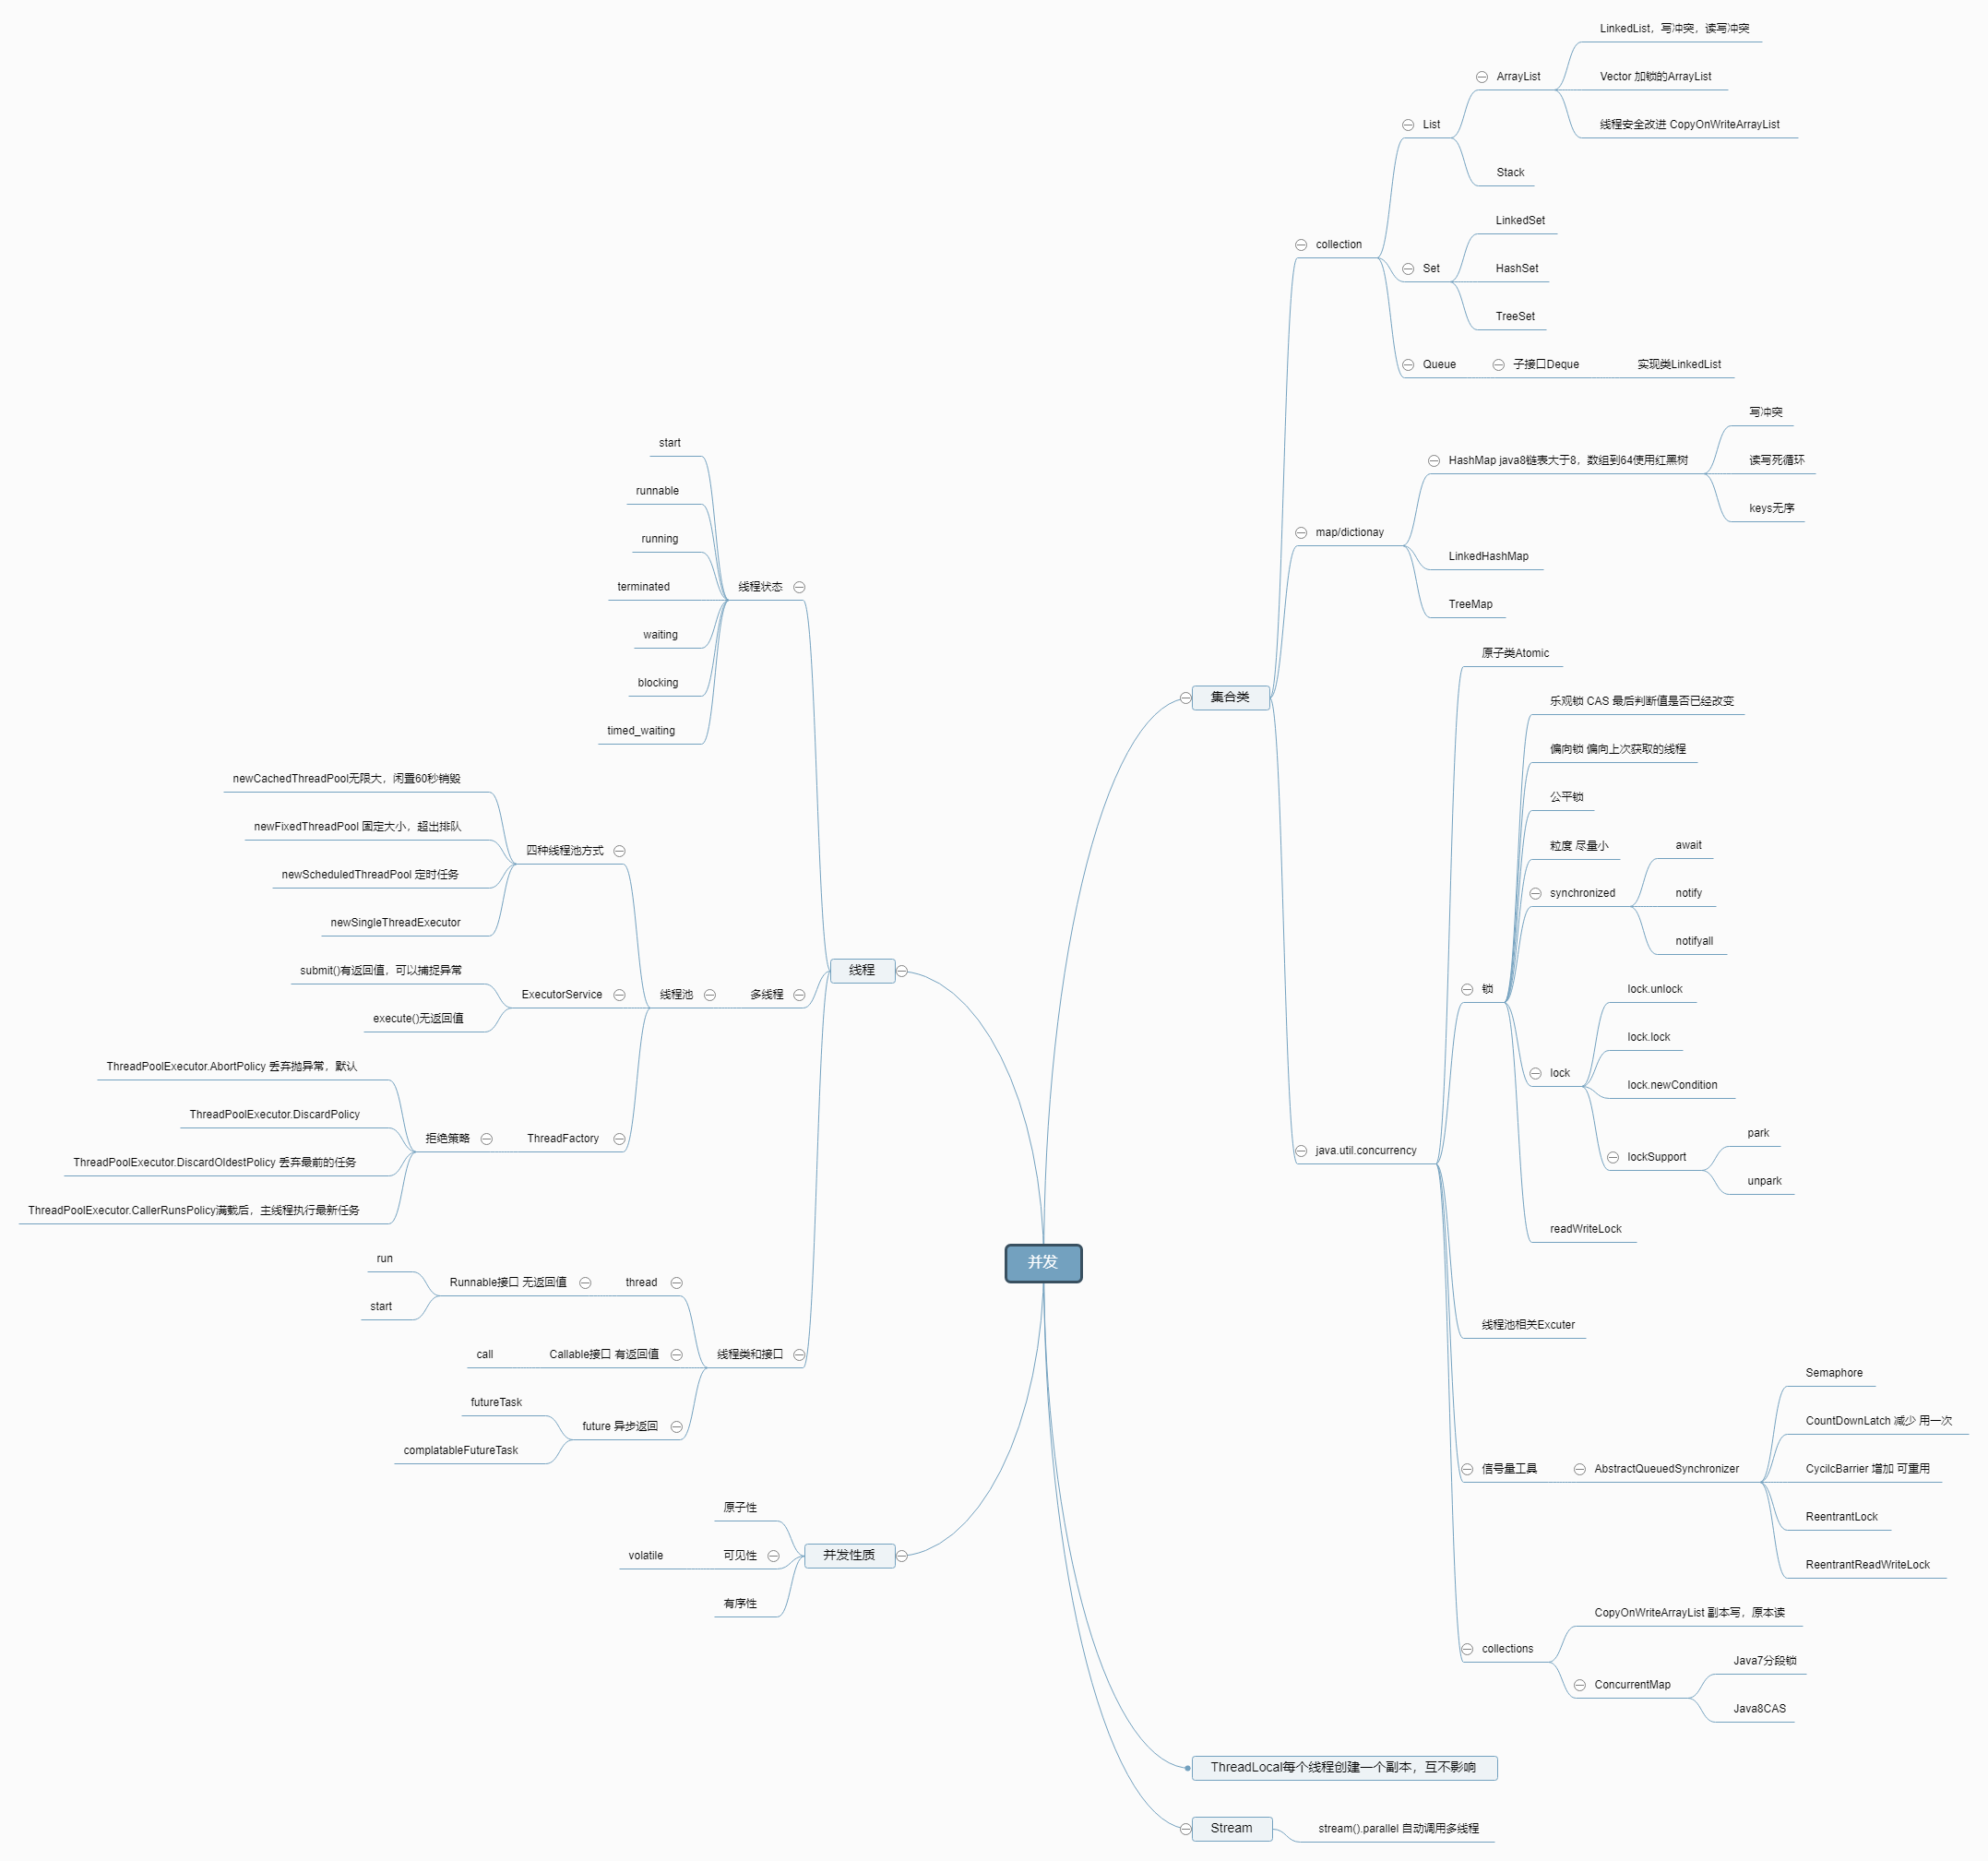 并发
集合类
collection
List
ArrayList
LinkedList，写冲突，读写冲突
Vector 加锁的ArrayList
线程安全改进 CopyOnWriteArrayList
Stack
Set
LinkedSet
HashSet
TreeSet
Queue
子接口Deque
实现类LinkedList
map/dictionay
HashMap java8链表大于8，数组到64使用红黑树
写冲突
读写死循环
keys无序
LinkedHashMap
TreeMap
java.util.concurrency
原子类Atomic
锁
乐观锁 CAS 最后判断值是否已经改变
偏向锁 偏向上次获取的线程
公平锁
粒度 尽量小
synchronized
await
notify
notifyall
lock
lock.unlock
lock.lock
lock.newCondition
lockSupport
park
unpark
readWriteLock
线程池相关Excuter
信号量工具
AbstractQueuedSynchronizer
Semaphore
CountDownLatch 减少 用一次
CycilcBarrier 增加 可重用
ReentrantLock
ReentrantReadWriteLock
collections
CopyOnWriteArrayList 副本写，原本读
ConcurrentMap
Java7分段锁
Java8CAS
ThreadLocal每个线程创建一个副本，互不影响
Stream
stream().parallel 自动调用多线程
线程
线程状态
start
runnable
running
terminated
waiting
blocking
timed_waiting
多线程
线程池
四种线程池方式
newCachedThreadPool无限大，闲置60秒销毁
newFixedThreadPool 固定大小，超出排队
newScheduledThreadPool 定时任务
newSingleThreadExecutor
ExecutorService
submit()有返回值，可以捕捉异常
execute()无返回值
ThreadFactory
拒绝策略
ThreadPoolExecutor.AbortPolicy 丢弃抛异常，默认
ThreadPoolExecutor.DiscardPolicy
ThreadPoolExecutor.DiscardOldestPolicy 丢弃最前的任务
ThreadPoolExecutor.CallerRunsPolicy满载后，主线程执行最新任务
线程类和接口
thread
Runnable接口 无返回值
run
start
Callable接口 有返回值
call
future 异步返回
futureTask
complatableFutureTask
并发性质
原子性
可见性
volatile
有序性